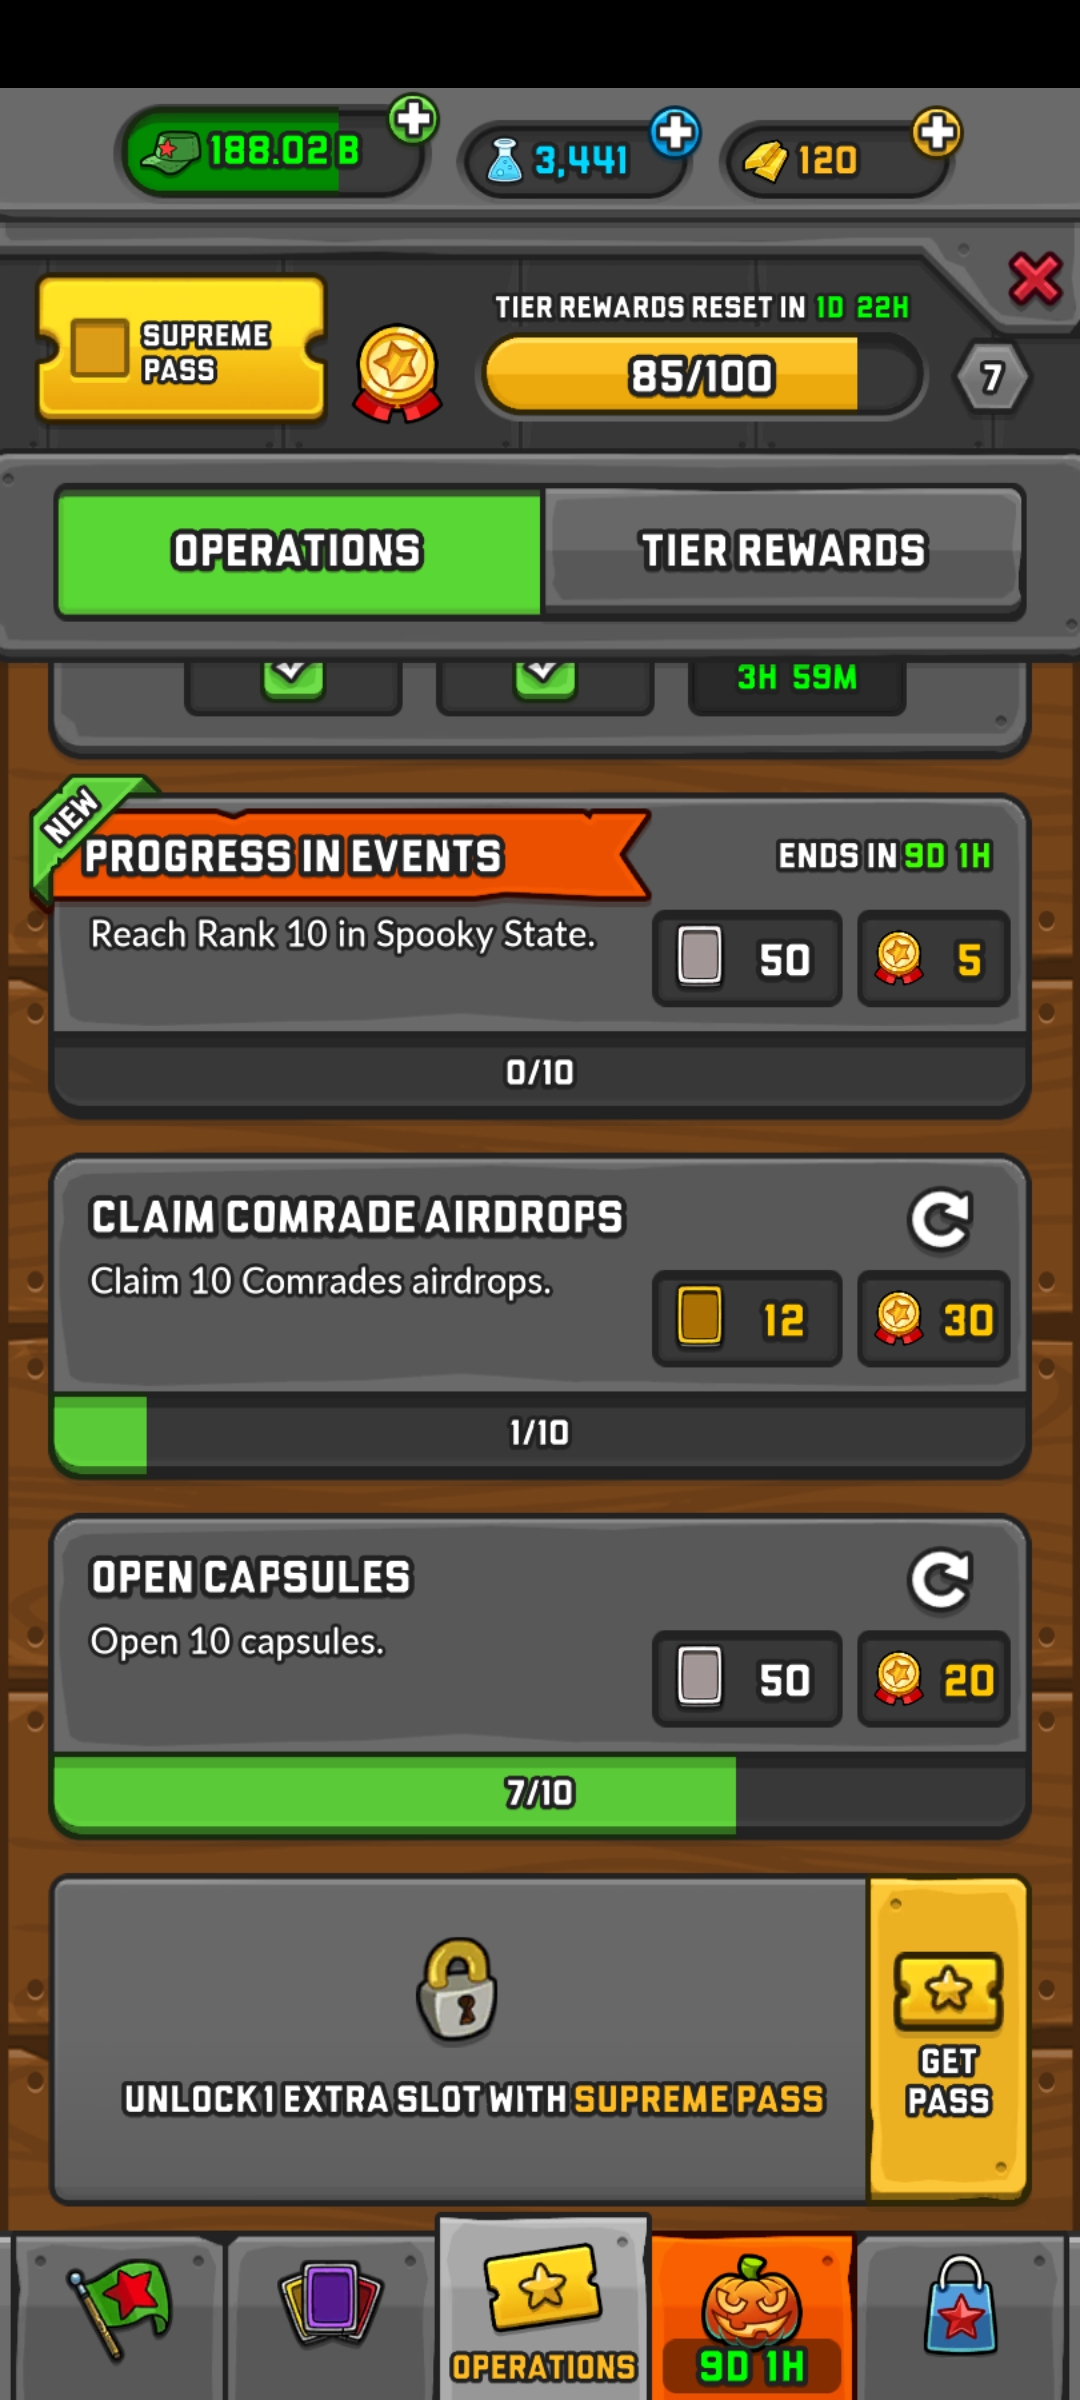 188.02 B
3,441
120
SUPREME
PASS
TIER REWARDS RESET IN 1D 22H
85/100
7
OPERATIONS
TIER REWARDS
3H 59M
NEW
PROGRESS IN EVENTS
ENDS IN 9D 1H
Reach Rank 10 in Spooky State.
50
5
0/10
CLAIM COMRADE AIRDROPS
Claim 10 Comrades airdrops.
12
30
1/10
OPEN CAPSULES
Open 10 capsules.
50
20
7/10
UNLOCK 1 EXTRA SLOT WITH SUPREME PASS
GET
PASS
OPERATIONS
9D 1H